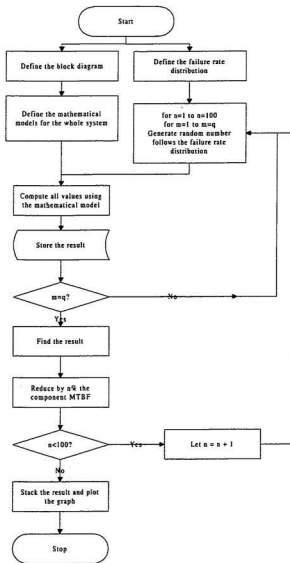 Start
Define the block diagram
Define the failure rate
distribution
Define the mathematical
models for the whole
system
for n=1 to n=100
for m=1 to m=q
Generate random number
follows the failure rate
distribution
Compute all values using
the mathematical model
Store the result
m=q?
No
Yes
Find the result
Reduce by n% the
component MTBF
n<100?
Yes
Let n = n + 1
No
Stack the result and plot
the graph
Stop